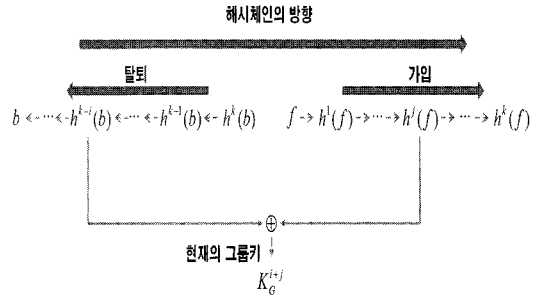 해시체인의 방향
탈퇴 가입
b ←⋯← h^{k-i}(b) ←⋯← h^{k-1}(b) ← h^k(b) f → h^1(f) →⋯→ h^j(f) →⋯→ h^k(f)
⊕
현재의 그룹키
K_G^{i+j}